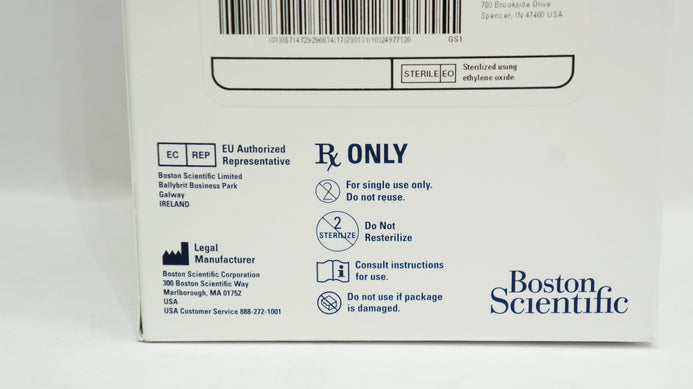 780 Brookside Drive
Spencer, IN 47460 USA
(01)08714729296614(17)230101(10)24977120
GS1
STERILE EO
Sterilized using
ethylene oxide.
EC REP
EU Authorized
Representative
Boston Scientific Limited
Ballybrit Business Park
Galway
IRELAND
Legal
Manufacturer
Boston Scientific Corporation
300 Boston Scientific Way
Marlborough, MA 01752
USA
USA Customer Service 888-272-1001
Rx ONLY
2
For single use only.
Do not reuse.
2
STERILIZE
Do Not
Resterilize
i
Consult instructions
for use.
Do not use if package
is damaged.
Boston
Scientific